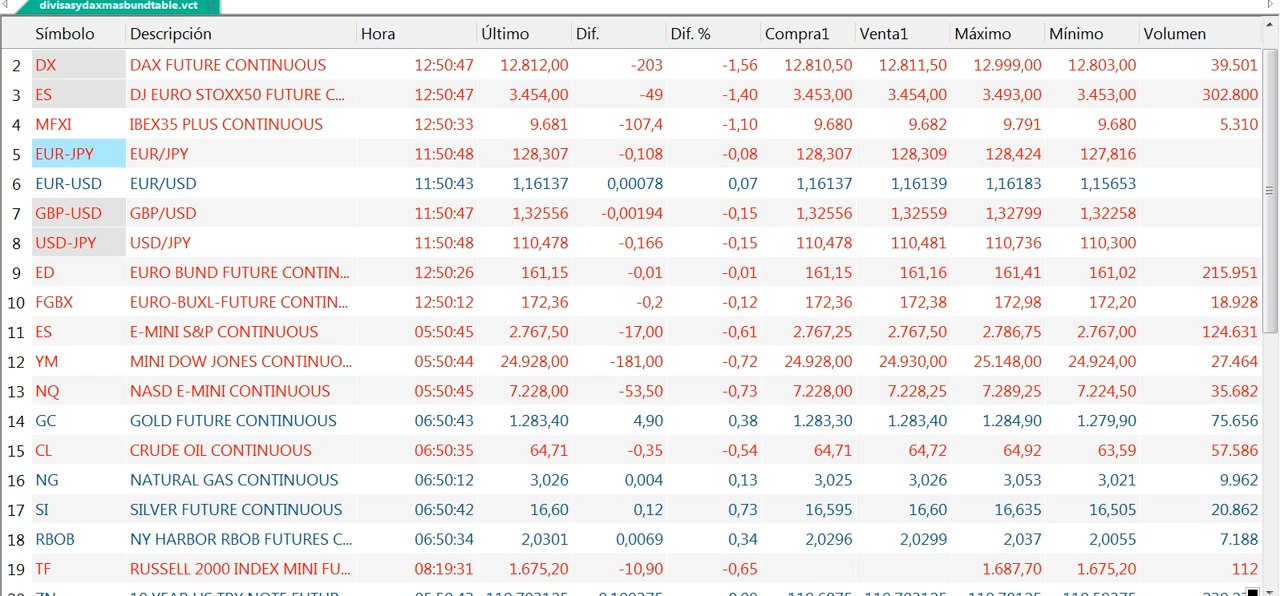 divisasydaxmasbundtable.vct
Símbolo Descripción Hora Último Dif. Dif. % Compra1 Venta1 Máximo Mínimo Volumen
2 DX DAX FUTURE CONTINUOUS 12:50:47 12.812,00 -203 -1,56 12.810,50 12.811,50 12.999,00 12.803,00 39.501
3 ES DJ EURO STOXX50 FUTURE C... 12:50:47 3.454,00 -49 -1,40 3.453,00 3.454,00 3.493,00 3.453,00 302.800
4 MFXI IBEX35 PLUS CONTINUOUS 12:50:33 9.681 -107,4 -1,10 9.680 9.682 9.791 9.680 5.310
5 EUR-JPY EUR/JPY 11:50:48 128,307 -0,108 -0,08 128,307 128,309 128,424 127,816
6 EUR-USD EUR/USD 11:50:43 1,16137 0,00078 0,07 1,16137 1,16139 1,16183 1,15653
7 GBP-USD GBP/USD 11:50:47 1,32556 -0,00194 -0,15 1,32556 1,32559 1,32799 1,32258
8 USD-JPY USD/JPY 11:50:48 110,478 -0,166 -0,15 110,478 110,481 110,736 110,300
9 ED EURO BUND FUTURE CONTIN... 12:50:26 161,15 -0,01 -0,01 161,15 161,16 161,41 161,02 215.951
10 FGBX EURO-BUXL-FUTURE CONTIN... 12:50:12 172,36 -0,2 -0,12 172,36 172,38 172,98 172,20 18.928
11 ES E-MINI S&P CONTINUOUS 05:50:45 2.767,50 -17,00 -0,61 2.767,25 2.767,50 2.786,75 2.767,00 124.631
12 YM MINI DOW JONES CONTINUO... 05:50:44 24.928,00 -181,00 -0,72 24.928,00 24.930,00 25.148,00 24.924,00 27.464
13 NQ NASD E-MINI CONTINUOUS 05:50:45 7.228,00 -53,50 -0,73 7.228,00 7.228,25 7.289,25 7.224,50 35.682
14 GC GOLD FUTURE CONTINUOUS 06:50:43 1.283,40 4,90 0,38 1.283,30 1.283,40 1.284,90 1.279,90 75.656
15 CL CRUDE OIL CONTINUOUS 06:50:35 64,71 -0,35 -0,54 64,71 64,72 64,92 63,59 57.586
16 NG NATURAL GAS CONTINUOUS 06:50:12 3,026 0,004 0,13 3,025 3,026 3,053 3,021 9.962
17 SI SILVER FUTURE CONTINUOUS 06:50:42 16,60 0,12 0,73 16,595 16,60 16,635 16,505 20.862
18 RBOB NY HARBOR RBOB FUTURES C... 06:50:34 2,0301 0,0069 0,34 2,0296 2,0299 2,037 2,0055 7.188
19 TF RUSSELL 2000 INDEX MINI FU... 08:19:31 1.675,20 -10,90 -0,65 1.687,70 1.675,20 112